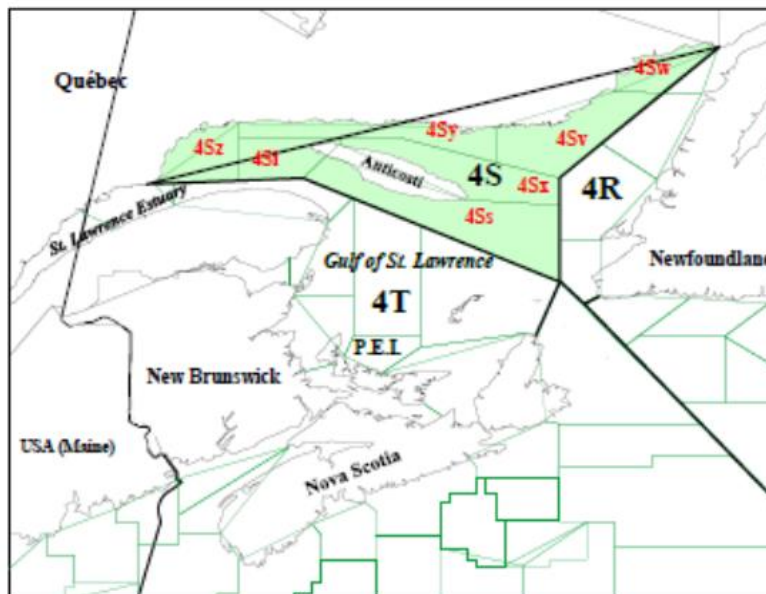 4Sw
Québec
4Sz
4Sy
4Sv
4Si
Anticosti
4S
4Sx
4R
4Ss
St. Lawrence Estuary
Gulf of St. Lawrence
Newfoundland
4T
P.E.I.
New Brunswick
USA (Maine)
Nova Scotia